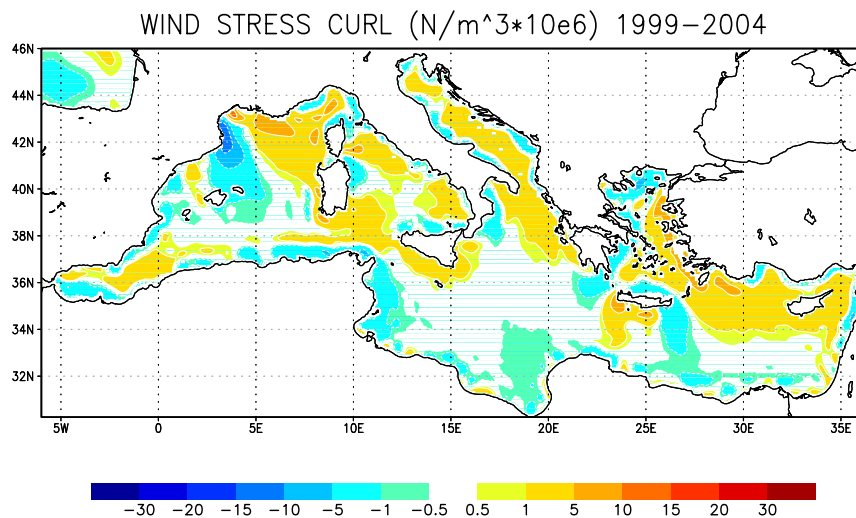 WIND STRESS CURL (N/m^3*10e6) 1999-2004
46N
44N
42N
40N
38N
36N
34N
32N
5W 0 5E 10E 15E 20E 25E 30E 35E
-30 -20 -15 -10 -5 -1 -0.5 0.5 1 5 10 15 20 30